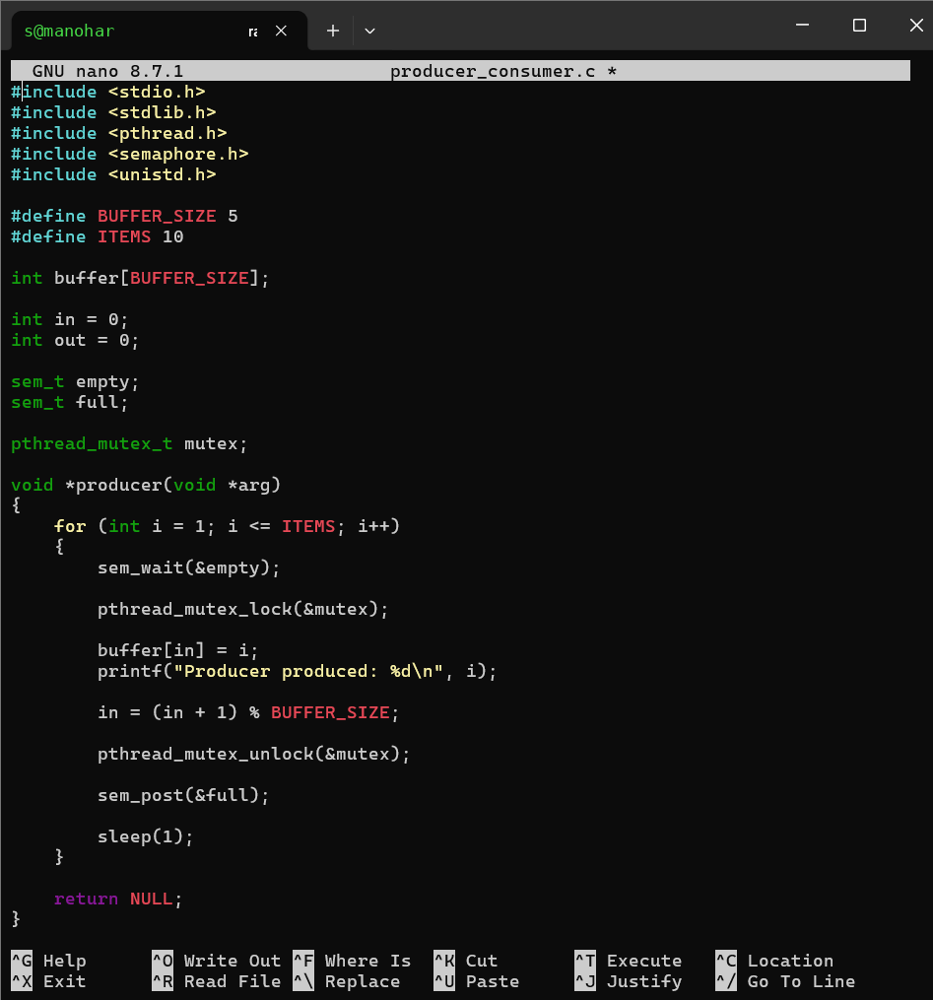 s@manohar
GNU nano 8.7.1 producer_consumer.c *
#include <stdio.h>
#include <stdlib.h>
#include <pthread.h>
#include <semaphore.h>
#include <unistd.h>

#define BUFFER_SIZE 5
#define ITEMS 10

int buffer[BUFFER_SIZE];

int in = 0;
int out = 0;

sem_t empty;
sem_t full;

pthread_mutex_t mutex;

void *producer(void *arg)
{
    for (int i = 1; i <= ITEMS; i++)
    {
        sem_wait(&empty);

        pthread_mutex_lock(&mutex);

        buffer[in] = i;
        printf("Producer produced: %d\n", i);

        in = (in + 1) % BUFFER_SIZE;

        pthread_mutex_unlock(&mutex);

        sem_post(&full);

        sleep(1);
    }

    return NULL;
}

^G Help ^O Write Out ^F Where Is ^K Cut ^T Execute ^C Location
^X Exit ^R Read File ^\ Replace ^U Paste ^J Justify ^/ Go To Line